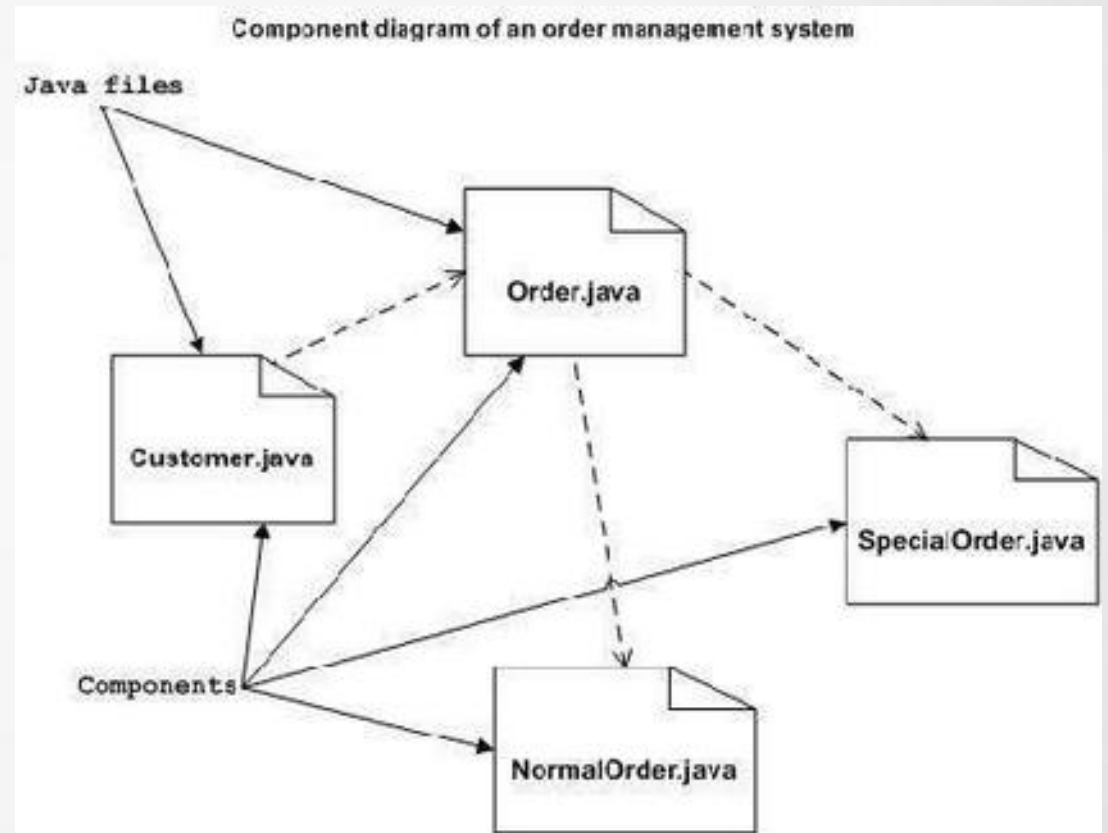 Component diagram of an order management system
Java files
Order.java
Customer.java
SpecialOrder.java
Components
NormalOrder.java